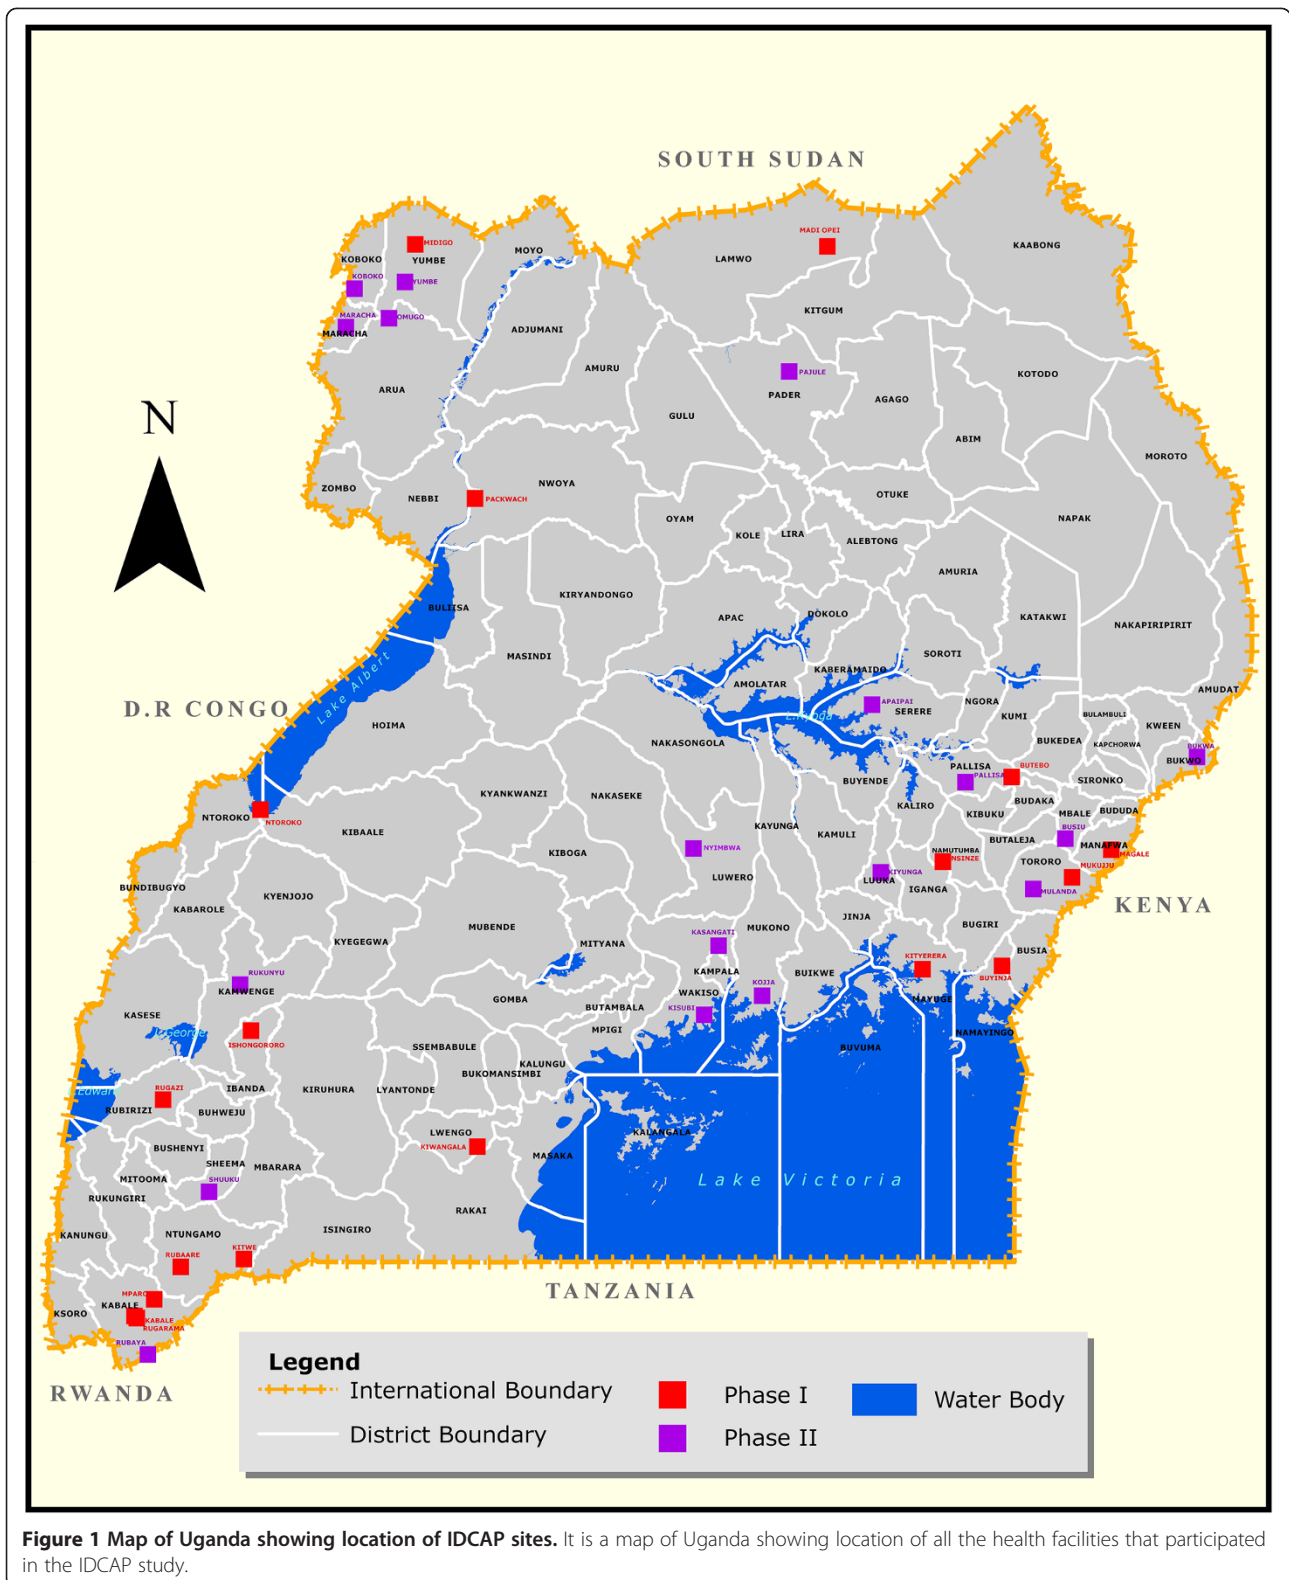 SOUTH SUDAN
MADI OPEI
MIDIGO
KAABONG
MOYO
KOBOKO
YUMBE
LAMWO
KOBOKO
YUMBE
KITGUM
MARACHA
OMUGO
MARACHA
ADJUMANI
AMURU
PAJULE
KOTODO
ARUA
PADER
AGAGO
N
GULU
ABIM
MOROTO
ZOMBO
NEBBI
PACKWACH
NWOYA
OTUKE
OYAM
NAPAK
KOLE
LIRA
ALEBTONG
AMURIA
KIRYANDONGO
BULIISA
APAC
DOKOLO
KATAKWI
NAKAPIRIPIRIT
MASINDI
SOROTI
KABERAMAIDO
Lake Albert
AMOLATAR
AMUDAT
APAIPAI
SERERE
NGORA
D.R CONGO
L.Kyoga
KUMI
BULAMBULI
HOIMA
KWEEN
NAKASONGOLA
BUKEDEA
KAPCHORWA
BUKWA
BUKWO
PALLISA
BUTEBO
PALLISA
BUYENDE
SIRONKO
KYANKWANZI
NAKASEKE
KALIRO
BUDAKA
NTOROKO
NTOROKO
KIBUKU
MBALE
BUDUDA
KIBAALE
KAYUNGA
KAMULI
BUSIU
BUTALEJA
MANAFWA
NYIMBWA
NAMUTUMBA
NSINZE
MAGALE
KIBOGA
TORORO
MUKUJJU
LUWERO
KIYUNGA
LUUKA
BUNDIBUGYO
IGANGA
MULANDA
KYENJOJO
KENYA
KABAROLE
JINJA
BUGIRI
MUBENDE
MUKONO
KASANGATI
KYEGEGWA
MITYANA
BUSIA
KITYERERA
RUKUNYU
KAMPALA
BUIKWE
BUYINJA
KOJJA
KAMWENGE
WAKISO
GOMBA
MAYUGE
BUTAMBALA
KISUBI
KASESE
L.George
MPIGI
NAMAYINGO
ISHONGORORO
SSEMBABULE
BUVUMA
KALUNGU
BUKOMANSIMBI
RUGAZI
IBANDA
KIRUHURA
LYANTONDE
Edward
RUBIRIZI
BUHWEJU
LWENGO
KALANGALA
BUSHENYI
KIWANGALA
MASAKA
SHEEMA
MBARARA
MITOOMA
SHUUKU
Lake Victoria
RUKUNGIRI
RAKAI
ISINGIRO
KANUNGU
NTUNGAMO
RUBAARE
KITWE
TANZANIA
MPARO
KABALE
KSORO
KABALE
RUGARAMA
RUBAYA
RWANDA
Legend
International Boundary
Phase I
Water Body
District Boundary
Phase II
Figure 1 Map of Uganda showing location of IDCAP sites. It is a map of Uganda showing location of all the health facilities that participated
in the IDCAP study.